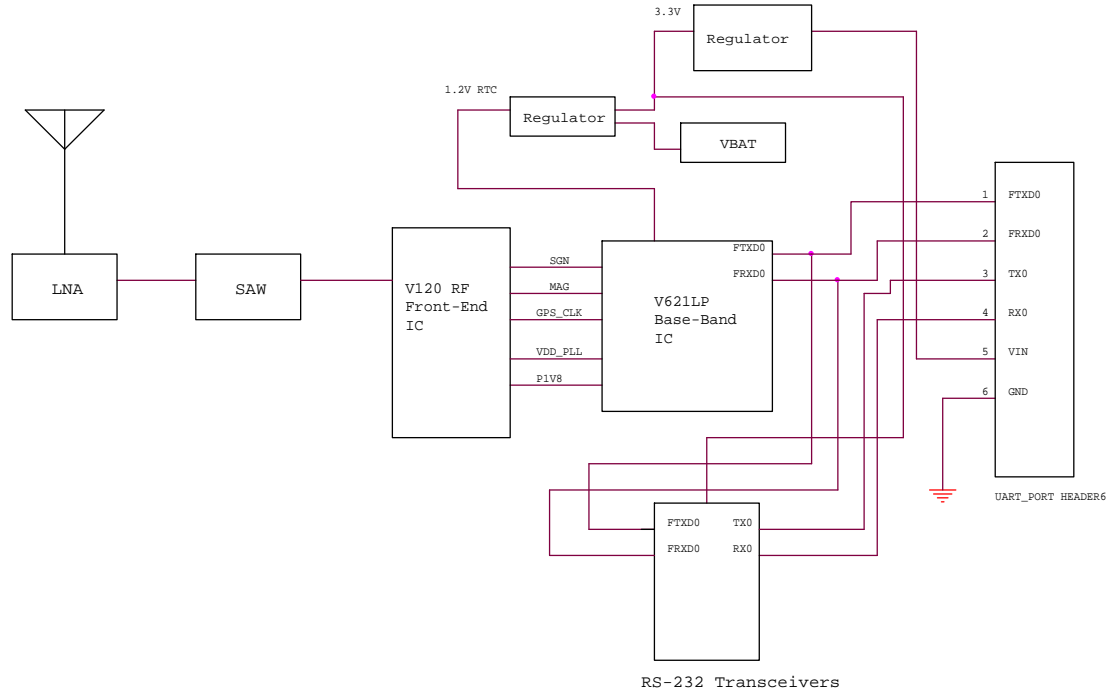 3.3V
Regulator
1.2V RTC
Regulator
VBAT
LNA
SAW
V120 RF
Front-End
IC
SGN
MAG
GPS_CLK
VDD_PLL
P1V8
FTXD0
FRXD0
V621LP
Base-Band
IC
1 FTXD0
2 FRXD0
3 TX0
4 RX0
5 VIN
6 GND
UART_PORT HEADER6
FTXD0 TX0
FRXD0 RX0
RS-232 Transceivers